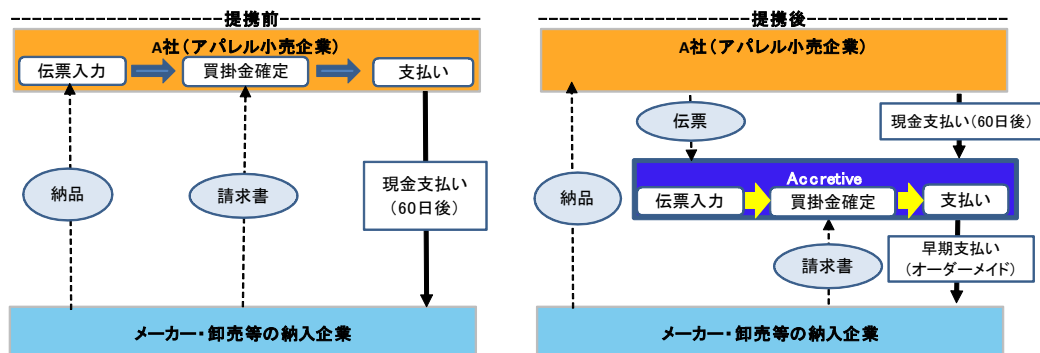 提携前
A社(アパレル小売企業)
伝票入力
買掛金確定
支払い
納品
請求書
現金支払い
(60日後)
メーカー・卸売等の納入企業
提携後
A社(アパレル小売企業)
伝票
現金支払い(60日後)
Accretive
伝票入力
買掛金確定
支払い
納品
請求書
早期支払い
(オーダーメイド)
メーカー・卸売等の納入企業